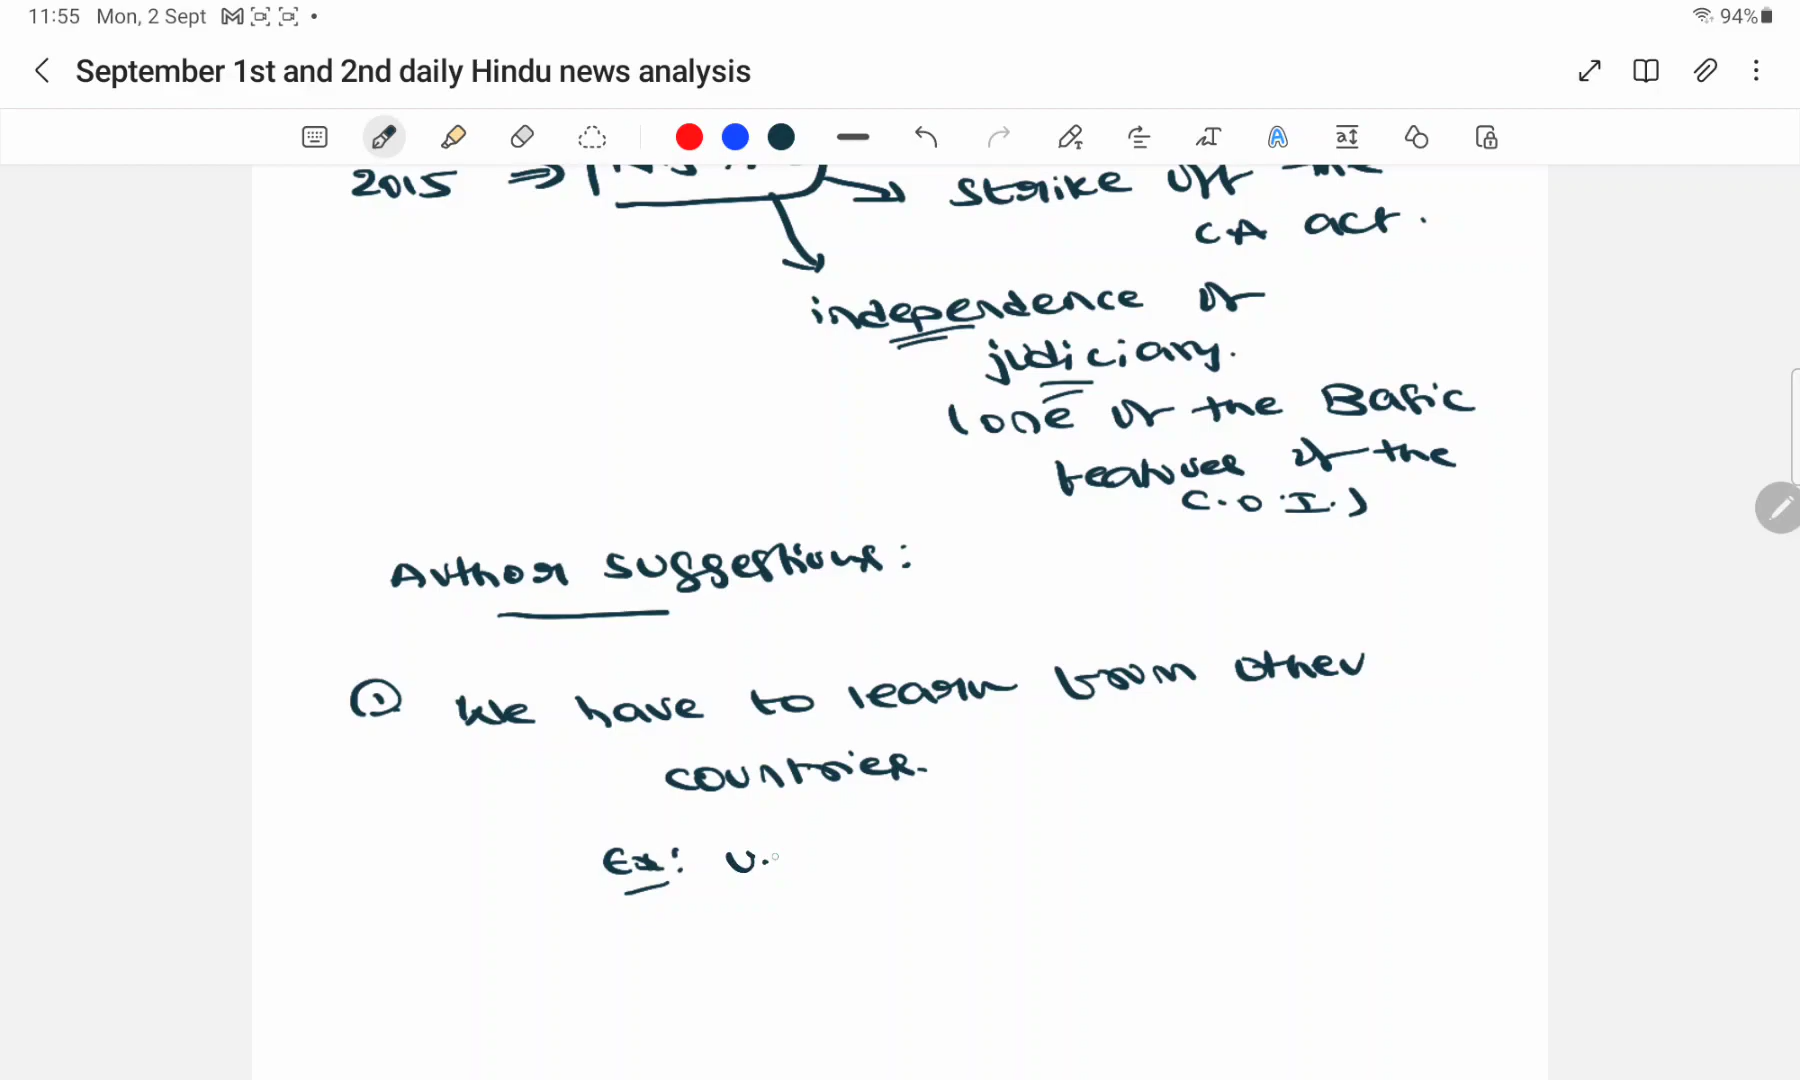 11:55 Mon, 2 Sept 94%
September 1st and 2nd daily Hindu news analysis
2015 ⇒ Strike off the
CA act.
independence of
judiciary.
(one of the Basic
features of the
C.O.I.)
Author suggestions:
① We have to learn from other
countries.
Ex: U.